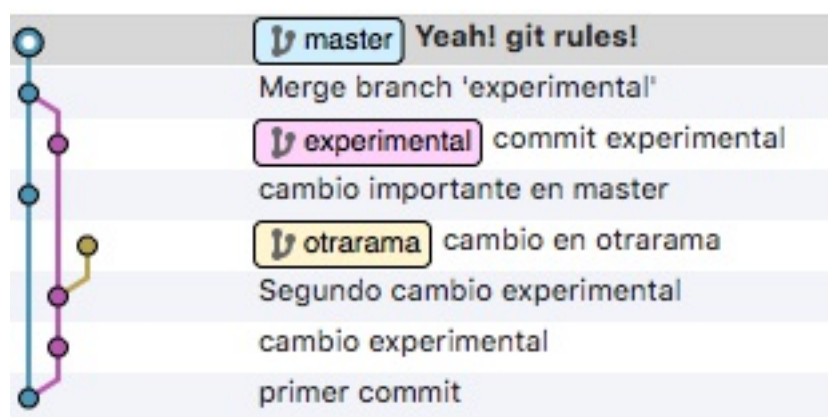 master Yeah! git rules!
Merge branch 'experimental'
experimental commit experimental
cambio importante en master
otrarama cambio en otrarama
Segundo cambio experimental
cambio experimental
primer commit